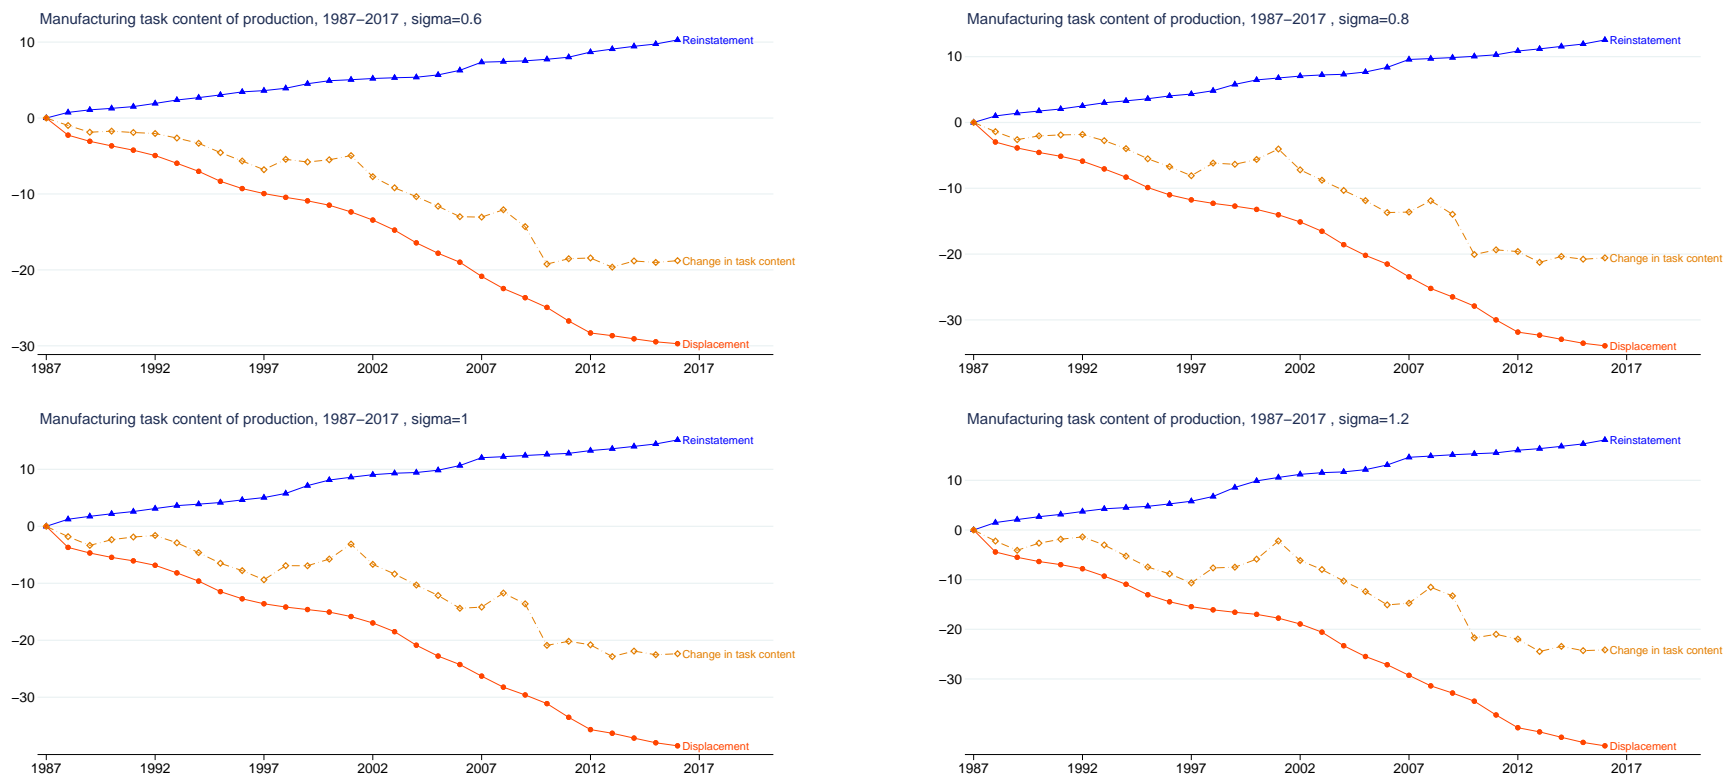 Manufacturing task content of production, 1987−2017 , sigma=0.6
10
0
−10
−20
−30
Reinstatement
Change in task content
Displacement
1987 1992 1997 2002 2007 2012 2017
Manufacturing task content of production, 1987−2017 , sigma=0.8
10
0
−10
−20
−30
Reinstatement
Change in task content
Displacement
1987 1992 1997 2002 2007 2012 2017
Manufacturing task content of production, 1987−2017 , sigma=1
10
0
−10
−20
−30
Reinstatement
Change in task content
Displacement
1987 1992 1997 2002 2007 2012 2017
Manufacturing task content of production, 1987−2017 , sigma=1.2
10
0
−10
−20
−30
Reinstatement
Change in task content
Displacement
1987 1992 1997 2002 2007 2012 2017